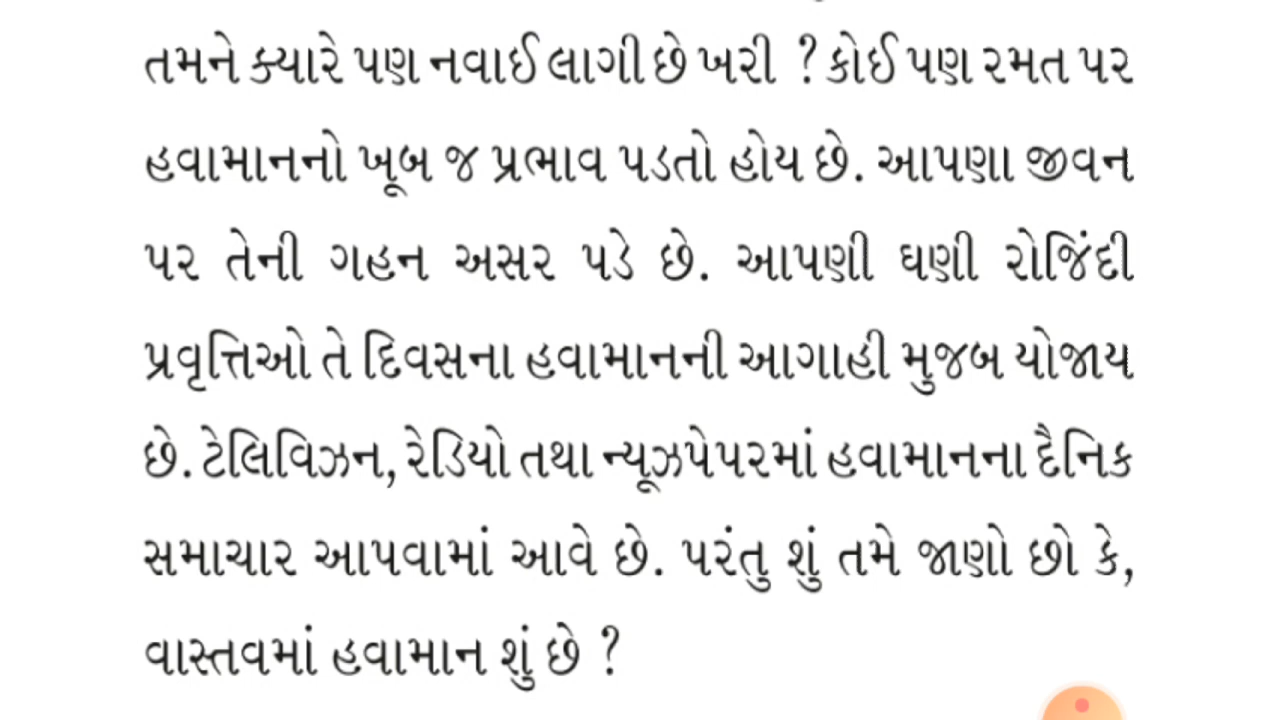 તમને ક્યારે પણ નવાઈ લાગી છે ખરી ? કોઈ પણ રમત પર
હવામાનનો ખૂબ જ પ્રભાવ પડતો હોય છે. આપણા જીવન
પર તેની ગહન અસર પડે છે. આપણી ઘણી રોજિંદી
પ્રવૃત્તિઓ તે દિવસના હવામાનની આગાહી મુજબ યોજાય
છે. ટેલિવિઝન, રેડિયો તથા ન્યૂઝપેપરમાં હવામાનના દૈનિક
સમાચાર આપવામાં આવે છે. પરંતુ શું તમે જાણો છો કે,
વાસ્તવમાં હવામાન શું છે ?